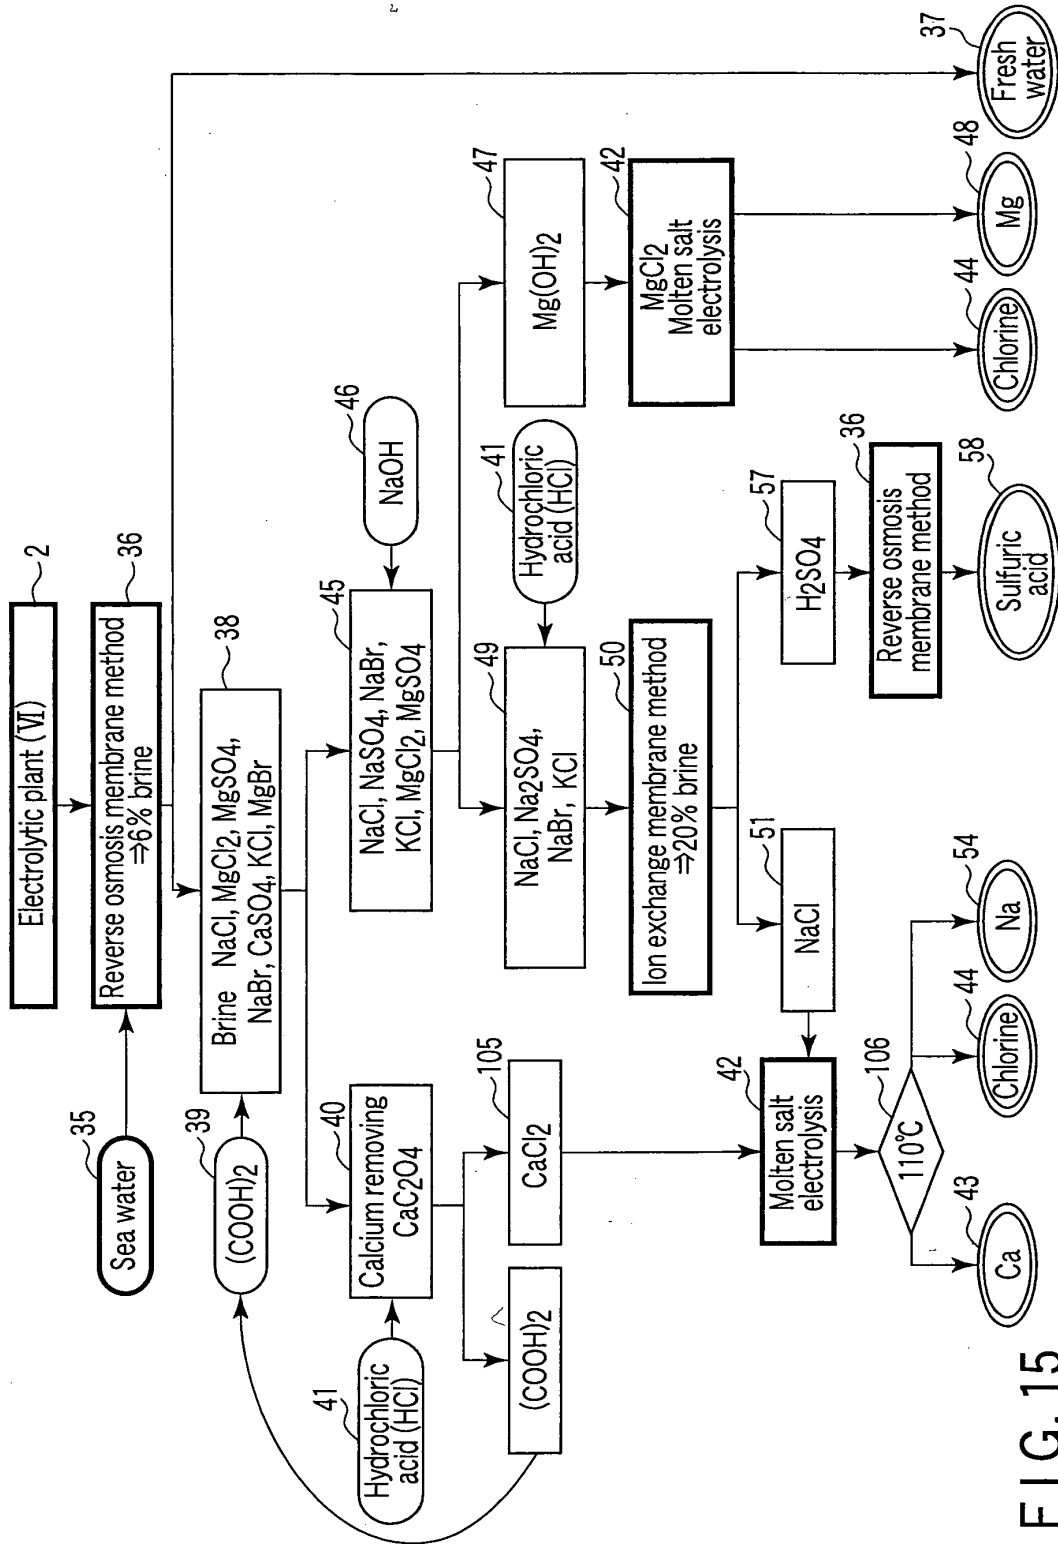 Electrolytic plant (VI)
2
Sea water
35
Reverse osmosis membrane method
⇒6% brine
36
(COOH)2
39
Brine NaCl, MgCl2, MgSO4,
NaBr, CaSO4, KCl, MgBr
38
Hydrochloric
acid (HCl)
41
Calcium removing
CaC2O4
40
NaCl, NaSO4, NaBr,
KCl, MgCl2, MgSO4
45
NaOH
46
(COOH)2
CaCl2
105
NaCl, Na2SO4,
NaBr, KCl
49
Hydrochloric
acid (HCl)
41
Mg(OH)2
47
Ion exchange membrane method
⇒20% brine
50
MgCl2
Molten salt
electrolysis
42
Molten salt
electrolysis
42
NaCl
51
H2SO4
57
110°C
106
Reverse osmosis
membrane method
36
Ca
43
Chlorine
44
Na
54
Sulfuric
acid
58
Chlorine
44
Mg
48
Fresh
water
37
FIG. 15